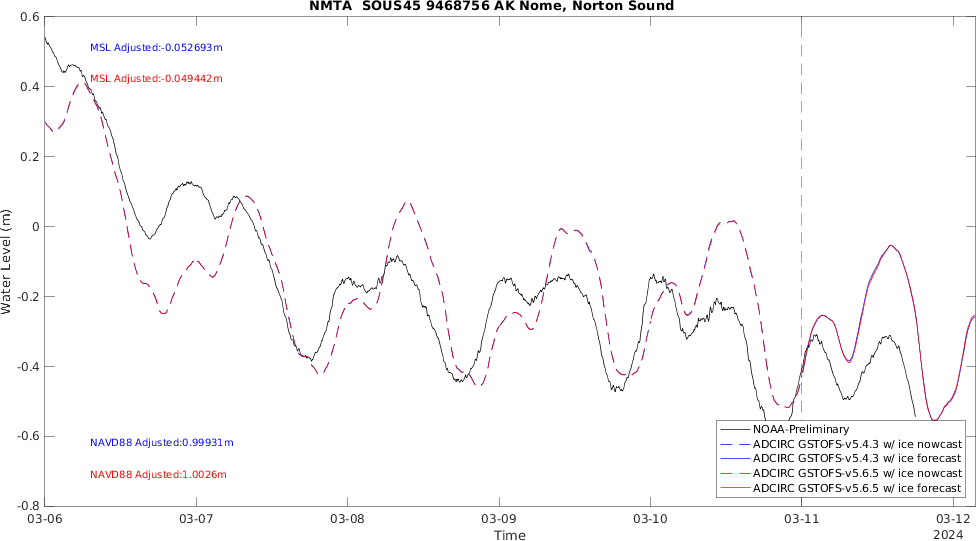 NMTA SOUS45 9468756 AK Nome, Norton Sound
0.6
MSL Adjusted:-0.052693m
MSL Adjusted:-0.049442m
0.4
0.2
0
Water Level (m)
-0.2
-0.4
-0.6
-0.8
NAVD88 Adjusted:0.99931m
NAVD88 Adjusted:1.0026m
NOAA-Preliminary
ADCIRC GSTOFS-v5.4.3 w/ ice nowcast
ADCIRC GSTOFS-v5.4.3 w/ ice forecast
ADCIRC GSTOFS-v5.6.5 w/ ice nowcast
ADCIRC GSTOFS-v5.6.5 w/ ice forecast
03-06 03-07 03-08 03-09 03-10 03-11 03-12
Time
2024